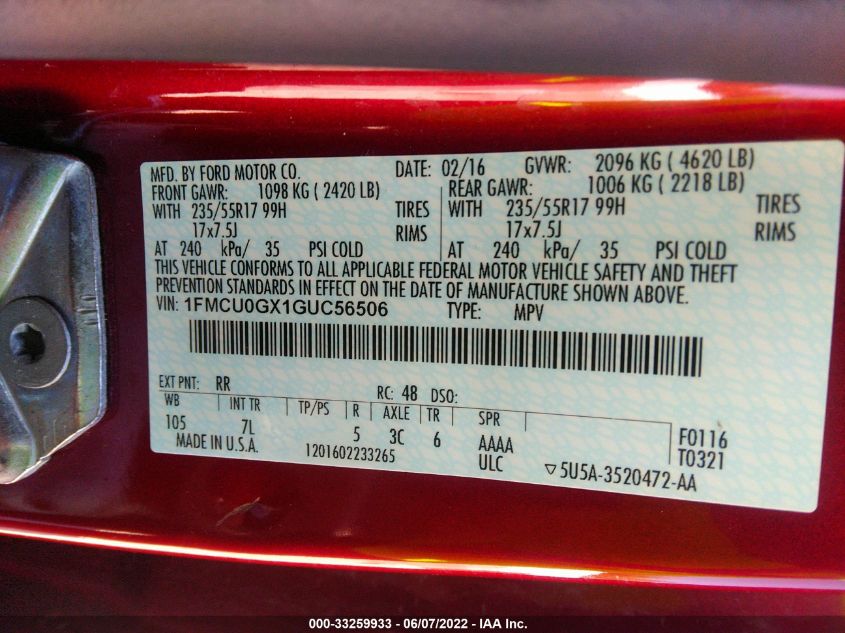 MFD. BY FORD MOTOR CO. DATE: 02/16 GVWR: 2096 KG ( 4620 LB)
FRONT GAWR: 1098 KG ( 2420 LB) REAR GAWR: 1006 KG ( 2218 LB)
WITH 235/55R17 99H TIRES WITH 235/55R17 99H TIRES
17x7.5J RIMS 17x7.5J RIMS
AT 240 kPa/ 35 PSI COLD AT 240 kPa/ 35 PSI COLD
THIS VEHICLE CONFORMS TO ALL APPLICABLE FEDERAL MOTOR VEHICLE SAFETY AND THEFT
PREVENTION STANDARDS IN EFFECT ON THE DATE OF MANUFACTURE SHOWN ABOVE.
VIN: 1FMCU0GX1GUC56506 TYPE: MPV
EXT PNT: RR RC: 48 DSO:
WB INT TR TP/PS R AXLE TR SPR
105 7L 5 3C 6 AAAA F0116
MADE IN U.S.A. 1201602233265 ULC ▽5U5A-3520472-AA T0321
000-33259933 - 06/07/2022 - IAA Inc.